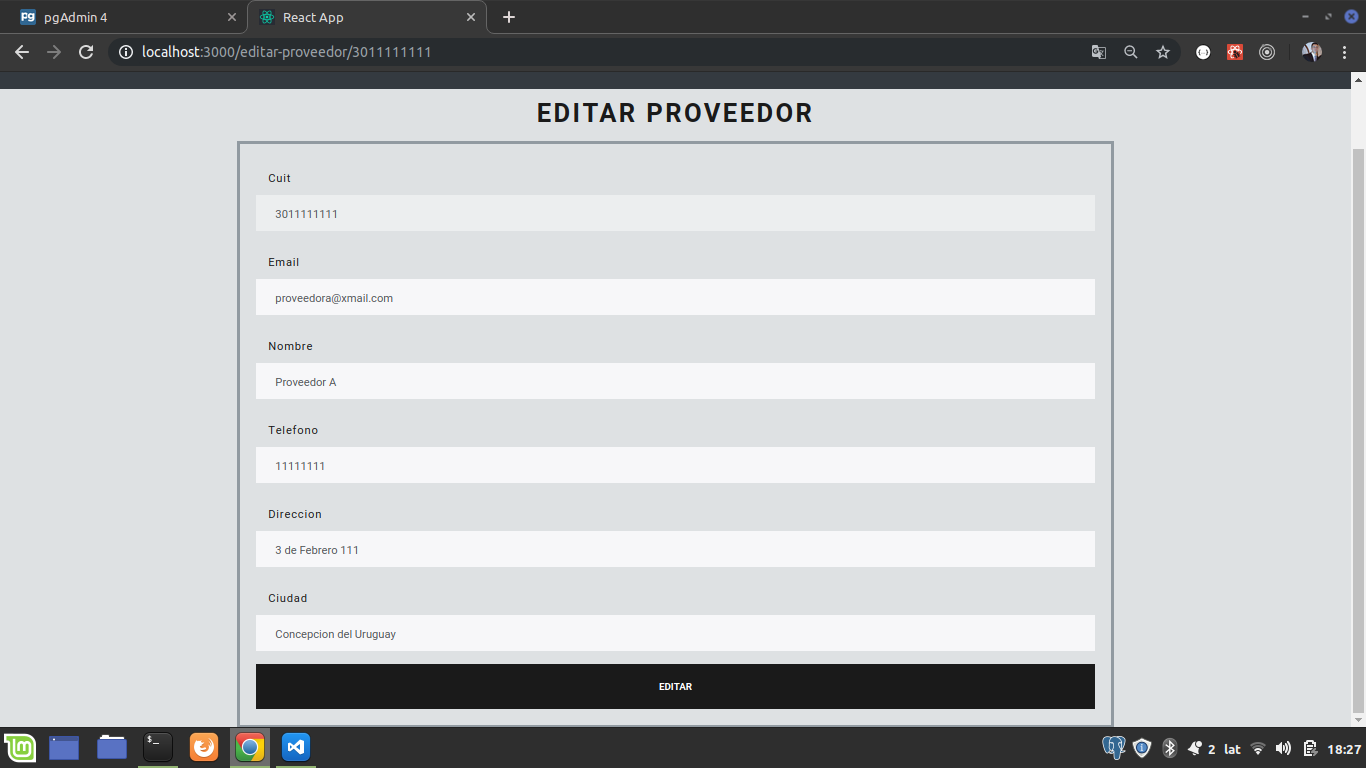 pgAdmin 4
React App
localhost:3000/editar-proveedor/3011111111
EDITAR PROVEEDOR
Cuit
3011111111
Email
proveedora@xmail.com
Nombre
Proveedor A
Telefono
11111111
Direccion
3 de Febrero 111
Ciudad
Concepcion del Uruguay
EDITAR
2 lat 18:27